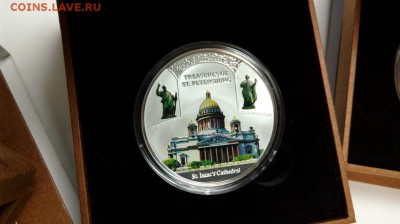 COINS.LAVE.RU
TREASURES OF
ST. PETERSBURG
St. Isaac's Cathedral